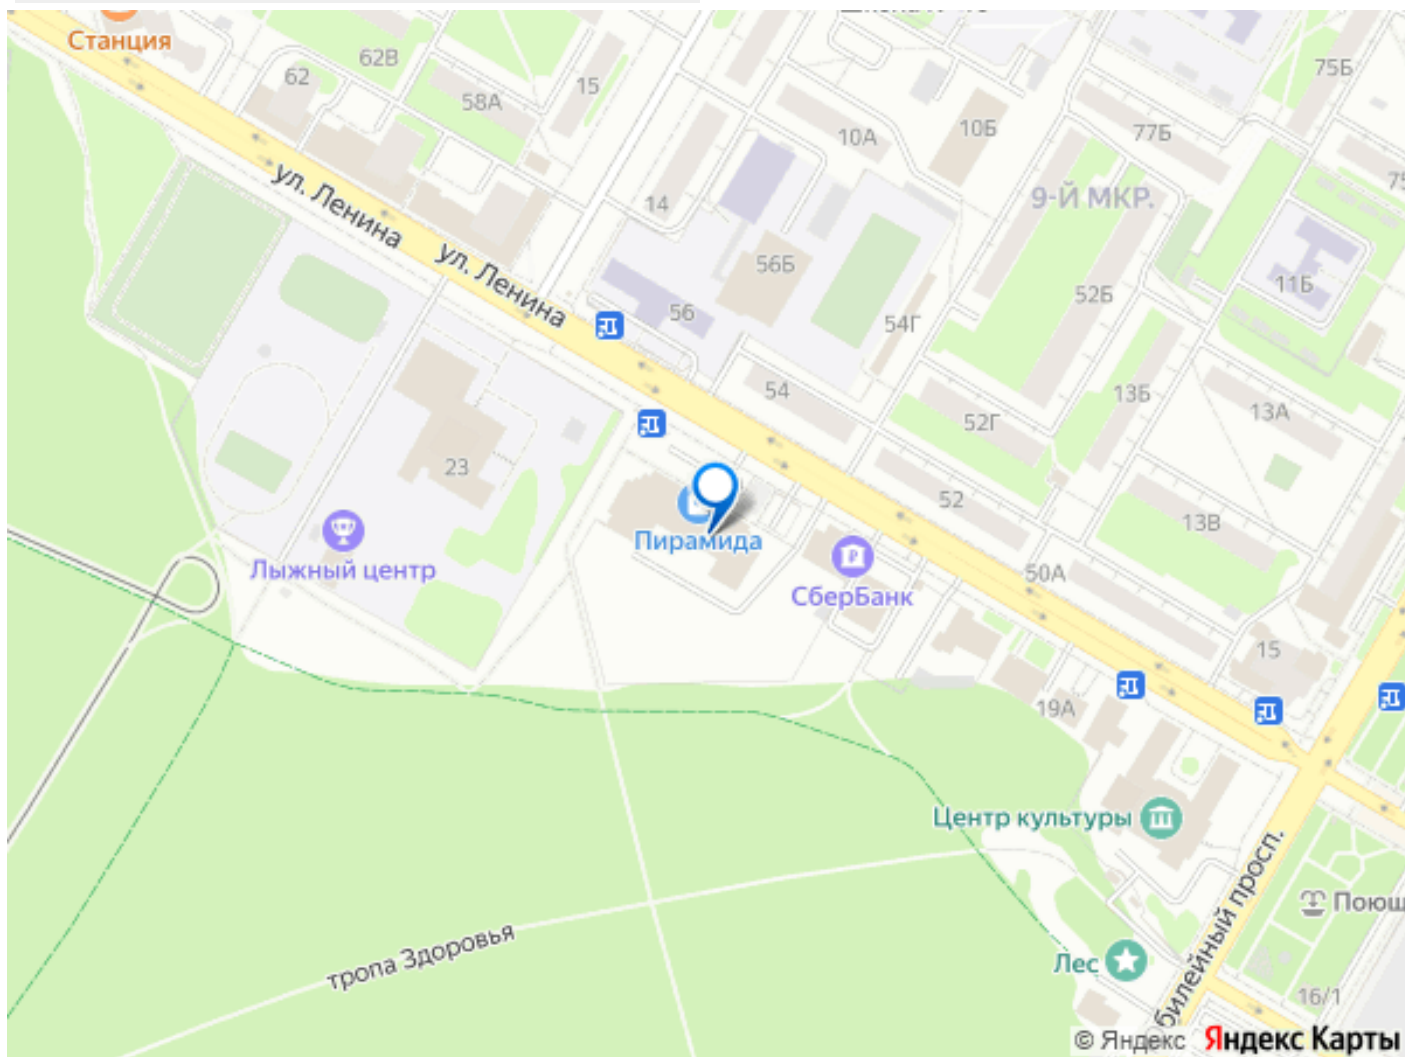 Станция
62В
62
15
58А
75Б
10А
10Б
77Б
14
9-Й МКР.
ул. Ленина
ул. Ленина
56Б
11Б
52Б
56
54Г
54
13Б
13А
52Г
23
52
13В
Пирамида
Лыжный центр
СберБанк
50А
15
19А
Центр культуры
тропа Здоровья
Лес
16/1
© Яндекс Яндекс Карты